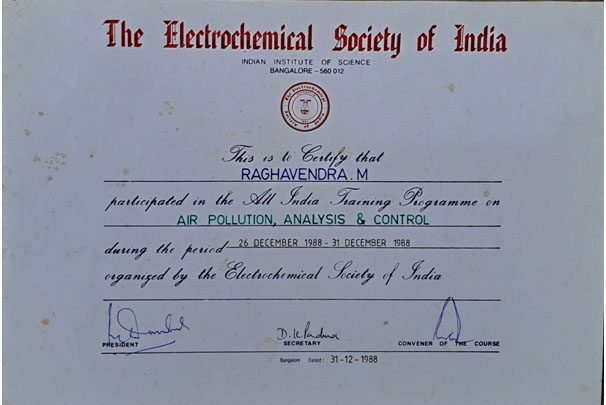 The Electrochemical Society of India
INDIAN INSTITUTE OF SCIENCE
BANGALORE - 560 012
This is to Certify that
RAGHAVENDRA. M
participated in the All India Training Programme on
AIR POLLUTION, ANALYSIS & CONTROL
during the period 26 DECEMBER 1988 - 31 DECEMBER 1988
organized by the Electrochemical Society of India
PRESIDENT
SECRETARY
CONVENER OF THE COURSE
Bangalore Dated: 31-12-1988